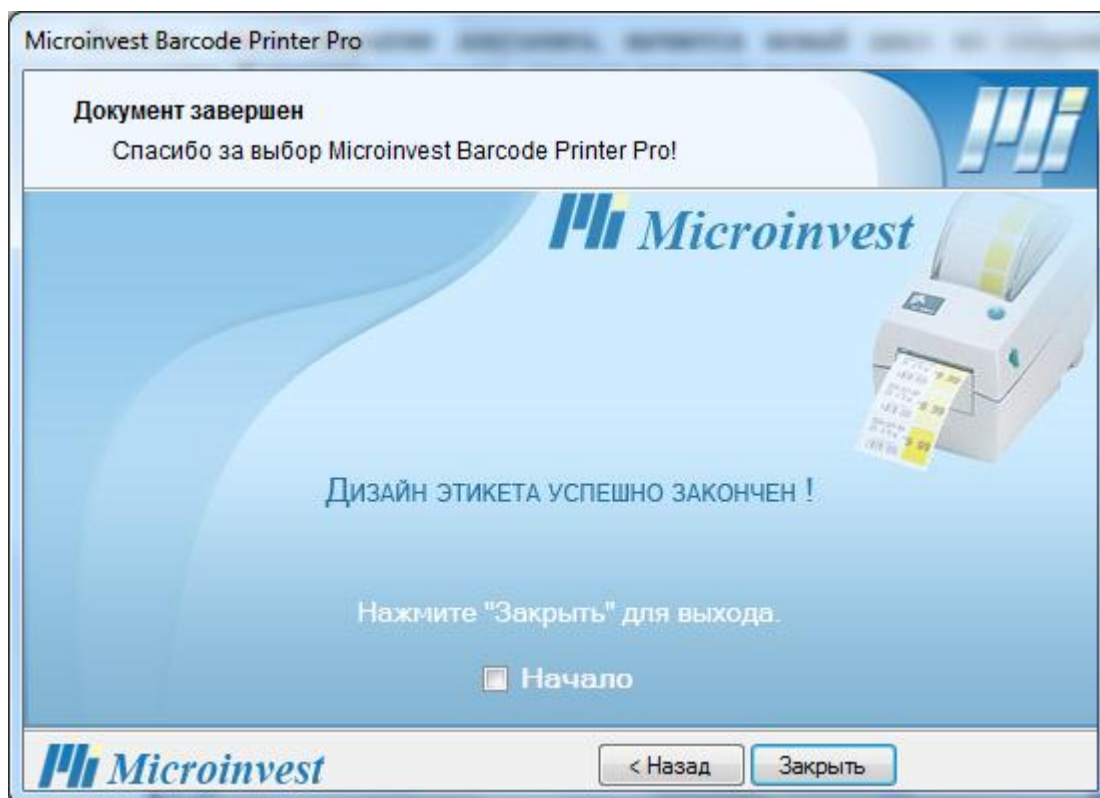 Microinvest Barcode Printer Pro
Документ завершен
Спасибо за выбор Microinvest Barcode Printer Pro!
Microinvest
Дизайн этикета успешно закончен !
Нажмите "Закрыть" для выхода.
Начало
Microinvest
< Назад
Закрыть